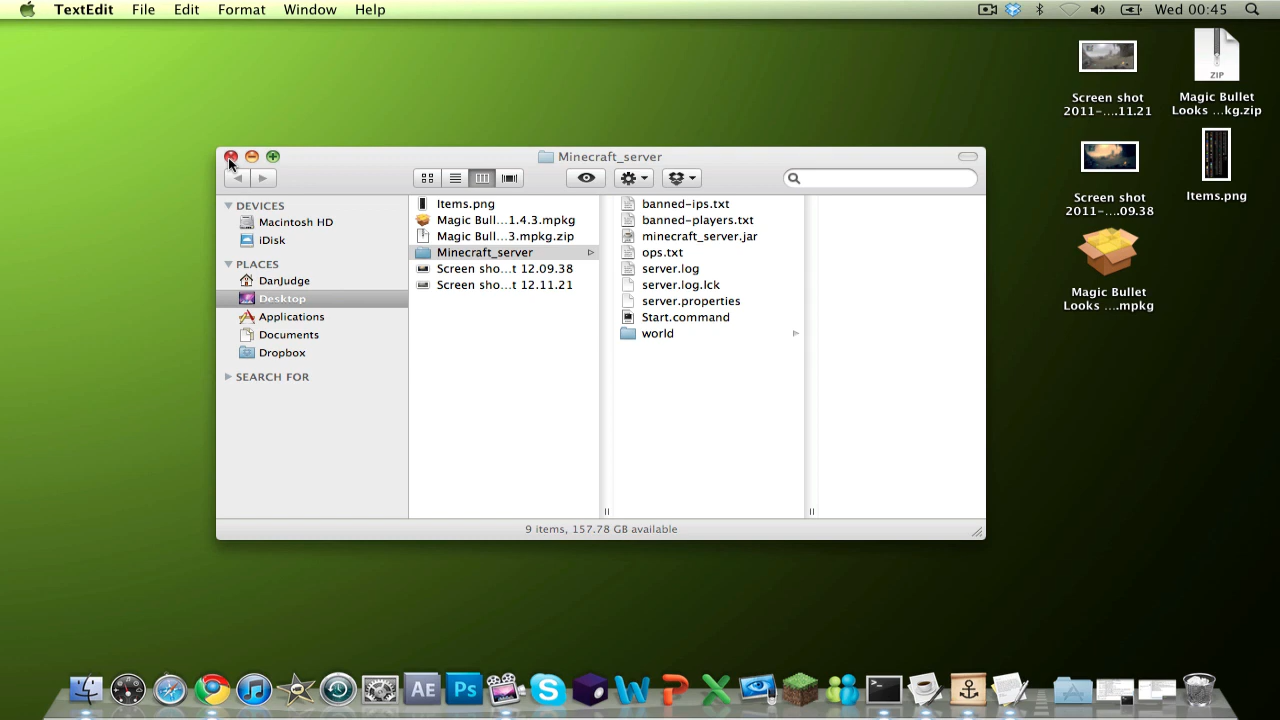 TextEdit File Edit Format Window Help Wed 00:45
Minecraft_server
DEVICES
Macintosh HD
iDisk
PLACES
DanJudge
Desktop
Applications
Documents
Dropbox
SEARCH FOR
Items.png
Magic Bull...1.4.3.mpkg
Magic Bull...3.mpkg.zip
Minecraft_server
Screen sho...t 12.09.38
Screen sho...t 12.11.21
banned-ips.txt
banned-players.txt
minecraft_server.jar
ops.txt
server.log
server.log.lck
server.properties
Start.command
world
9 items, 157.78 GB available
Screen shot
2011-....11.21
ZIP
Magic Bullet
Looks ...kg.zip
Screen shot
2011-...09.38
Items.png
Magic Bullet
Looks ....mpkg
AE
Ps